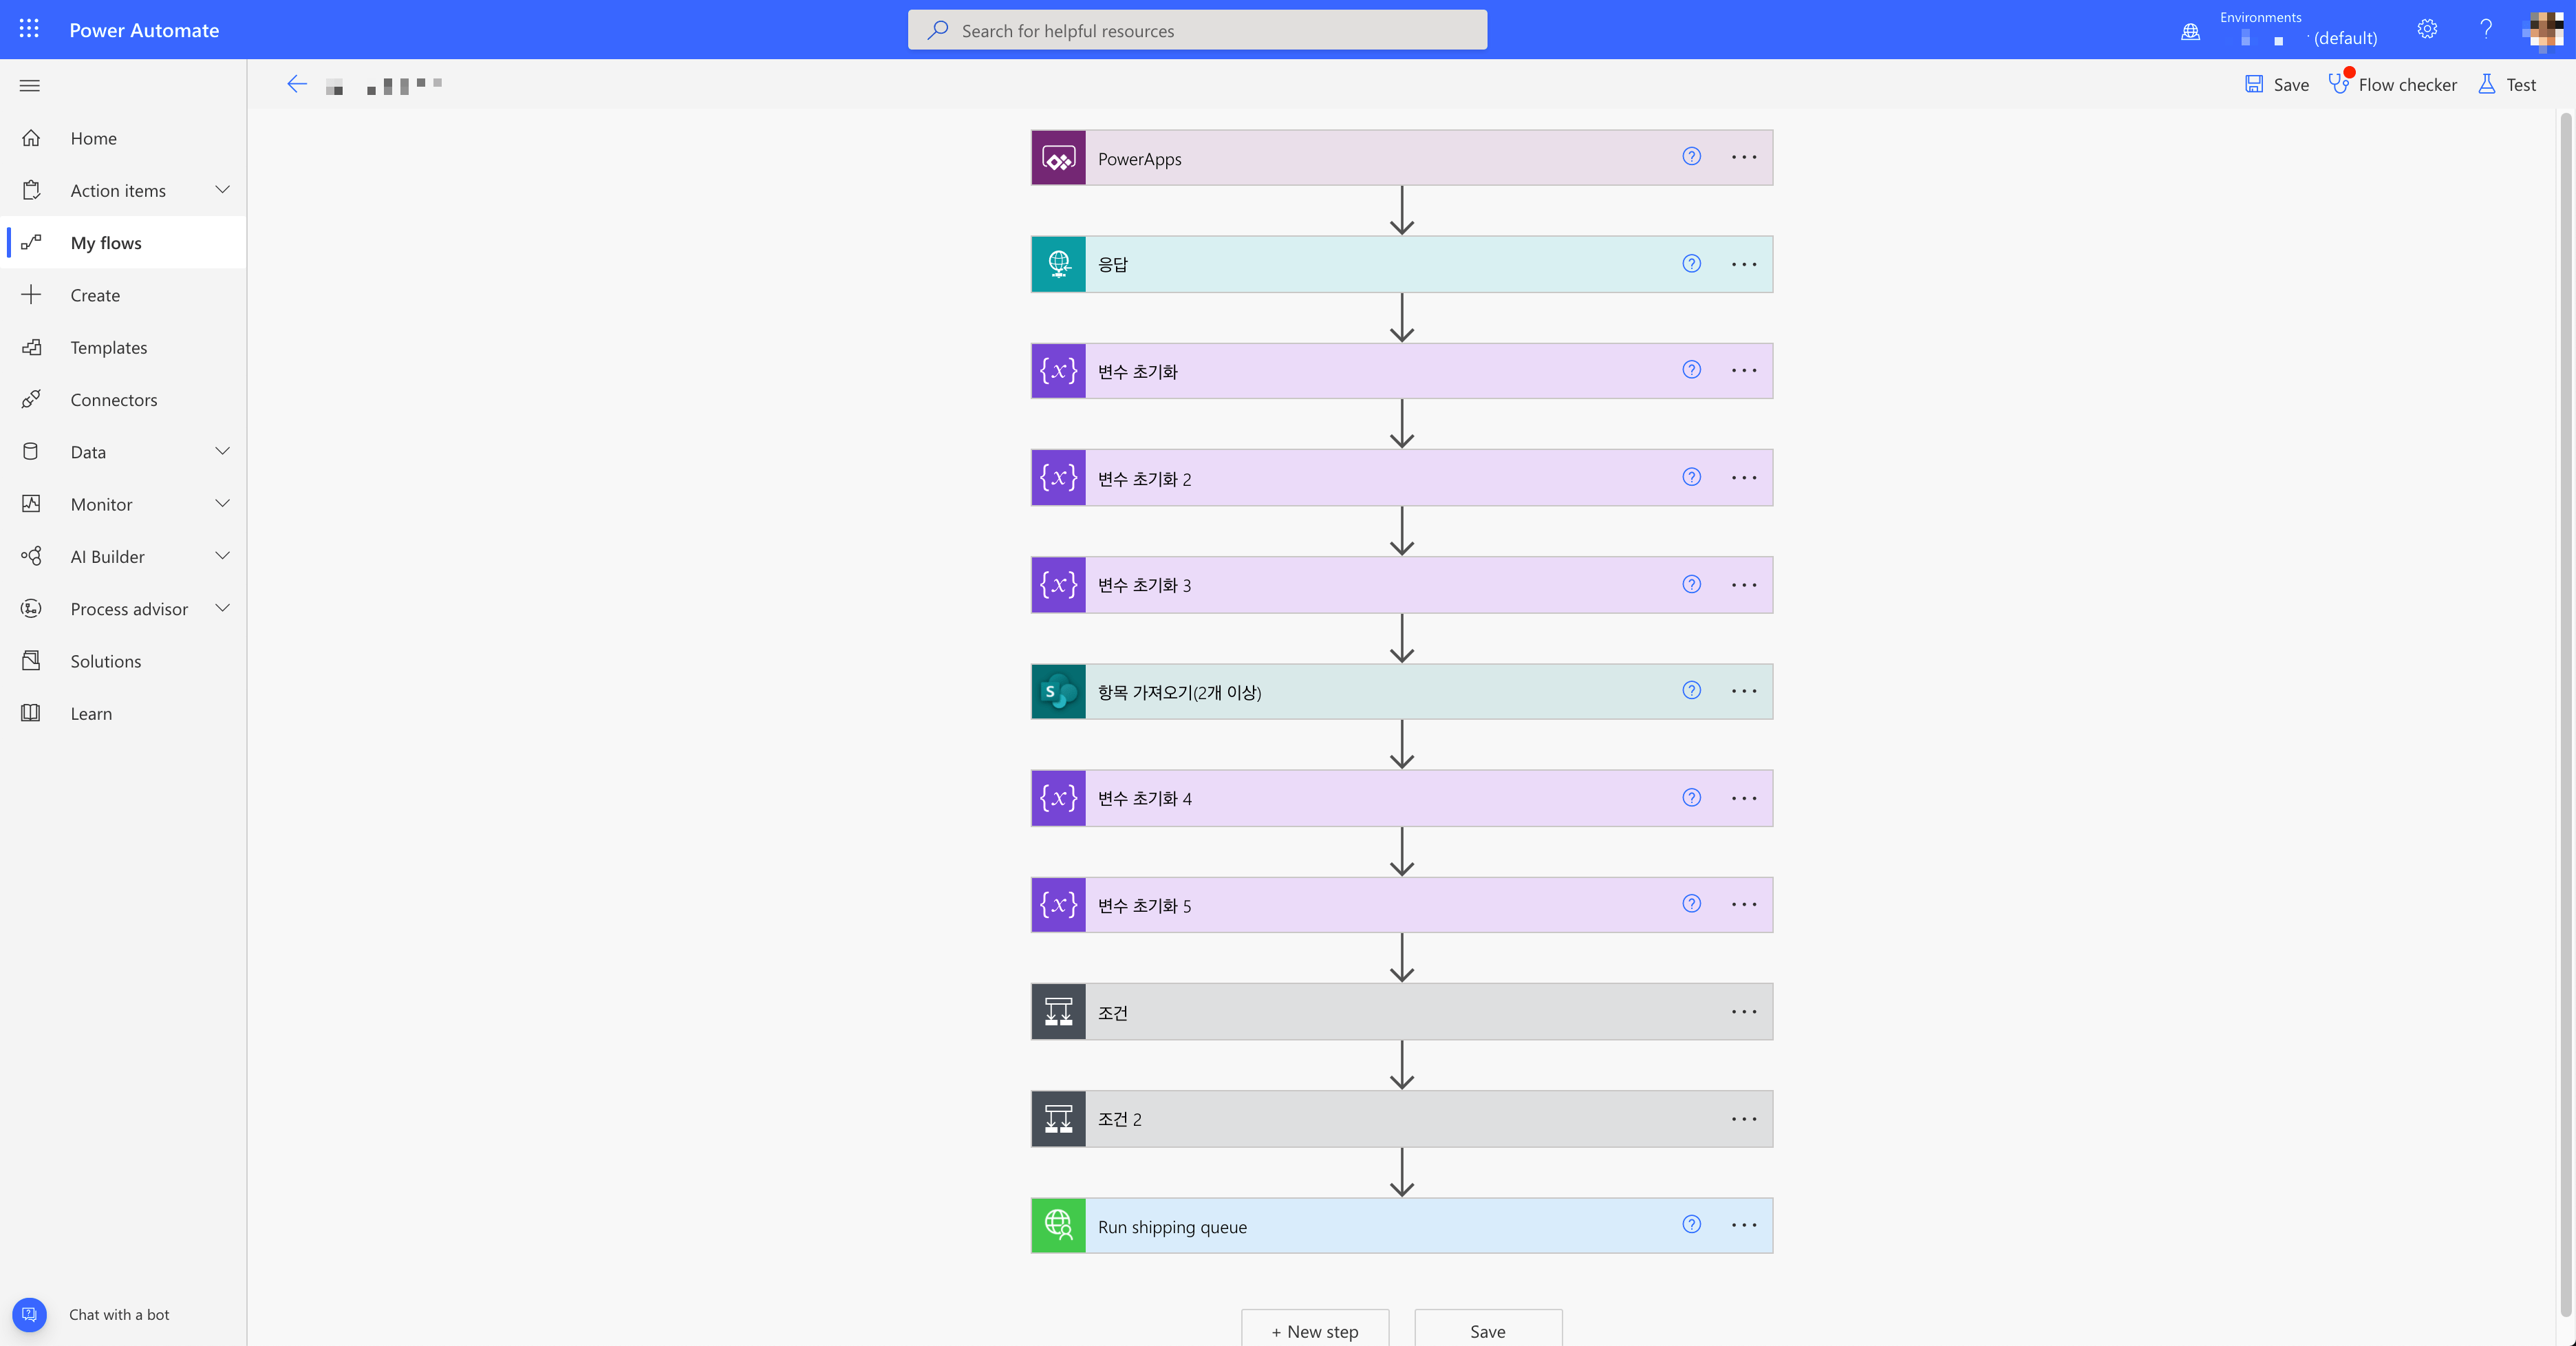 Power Automate
Search for helpful resources
Environments
(default)
Save
Flow checker
Test
Home
Action items
My flows
Create
Templates
Connectors
Data
Monitor
AI Builder
Process advisor
Solutions
Learn
Chat with a bot
PowerApps
응답
변수 초기화
변수 초기화 2
변수 초기화 3
S
항목 가져오기(2개 이상)
변수 초기화 4
변수 초기화 5
조건
조건 2
Run shipping queue
+ New step
Save